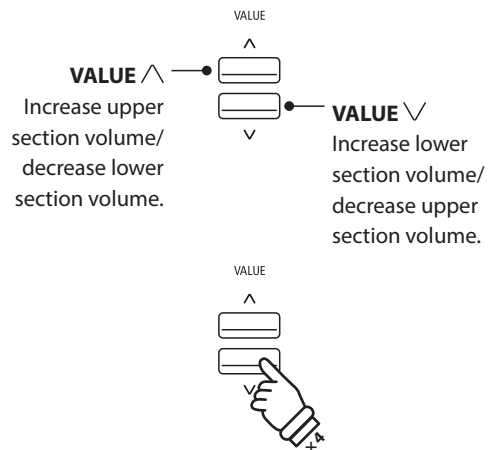 VALUE
VALUE ∧
Increase upper
section volume/
decrease lower
section volume.
VALUE ∨
Increase lower
section volume/
decrease upper
section volume.
VALUE
×4